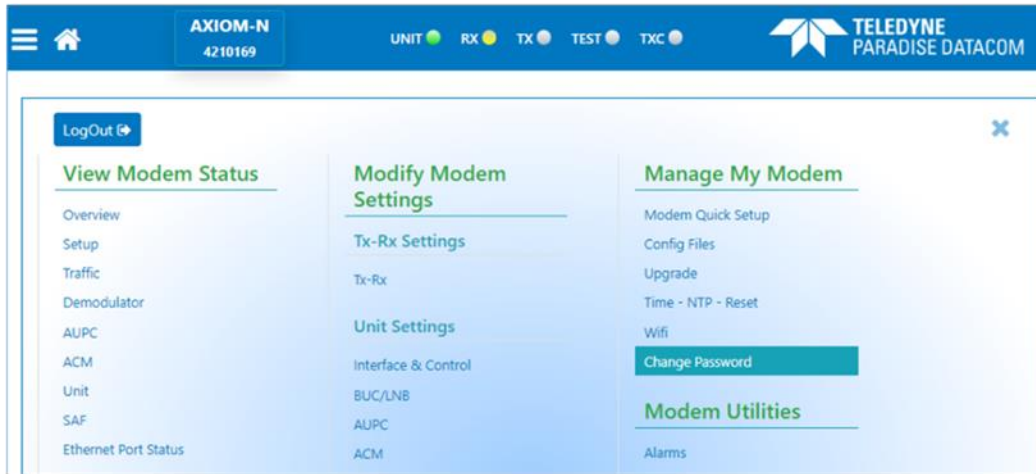 AXIOM-N
4210169
UNIT RX TX TEST TXC
TELEDYNE
PARADISE DATACOM
LogOut
View Modem Status
Overview
Setup
Traffic
Demodulator
AUPC
ACM
Unit
SAF
Ethernet Port Status
Modify Modem
Settings
Tx-Rx Settings
Tx-Rx
Unit Settings
Interface & Control
BUC/LNB
AUPC
ACM
Manage My Modem
Modem Quick Setup
Config Files
Upgrade
Time - NTP - Reset
Wifi
Change Password
Modem Utilities
Alarms